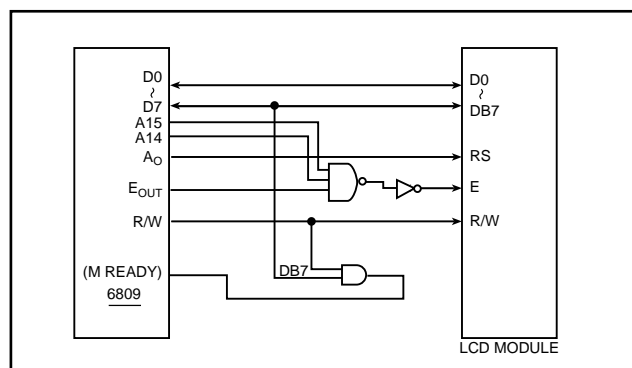 D0
~
D7
A15
A14
AO
EOUT
R/W
(M READY)
6809
DB7
D0
~
DB7
RS
E
R/W
LCD MODULE